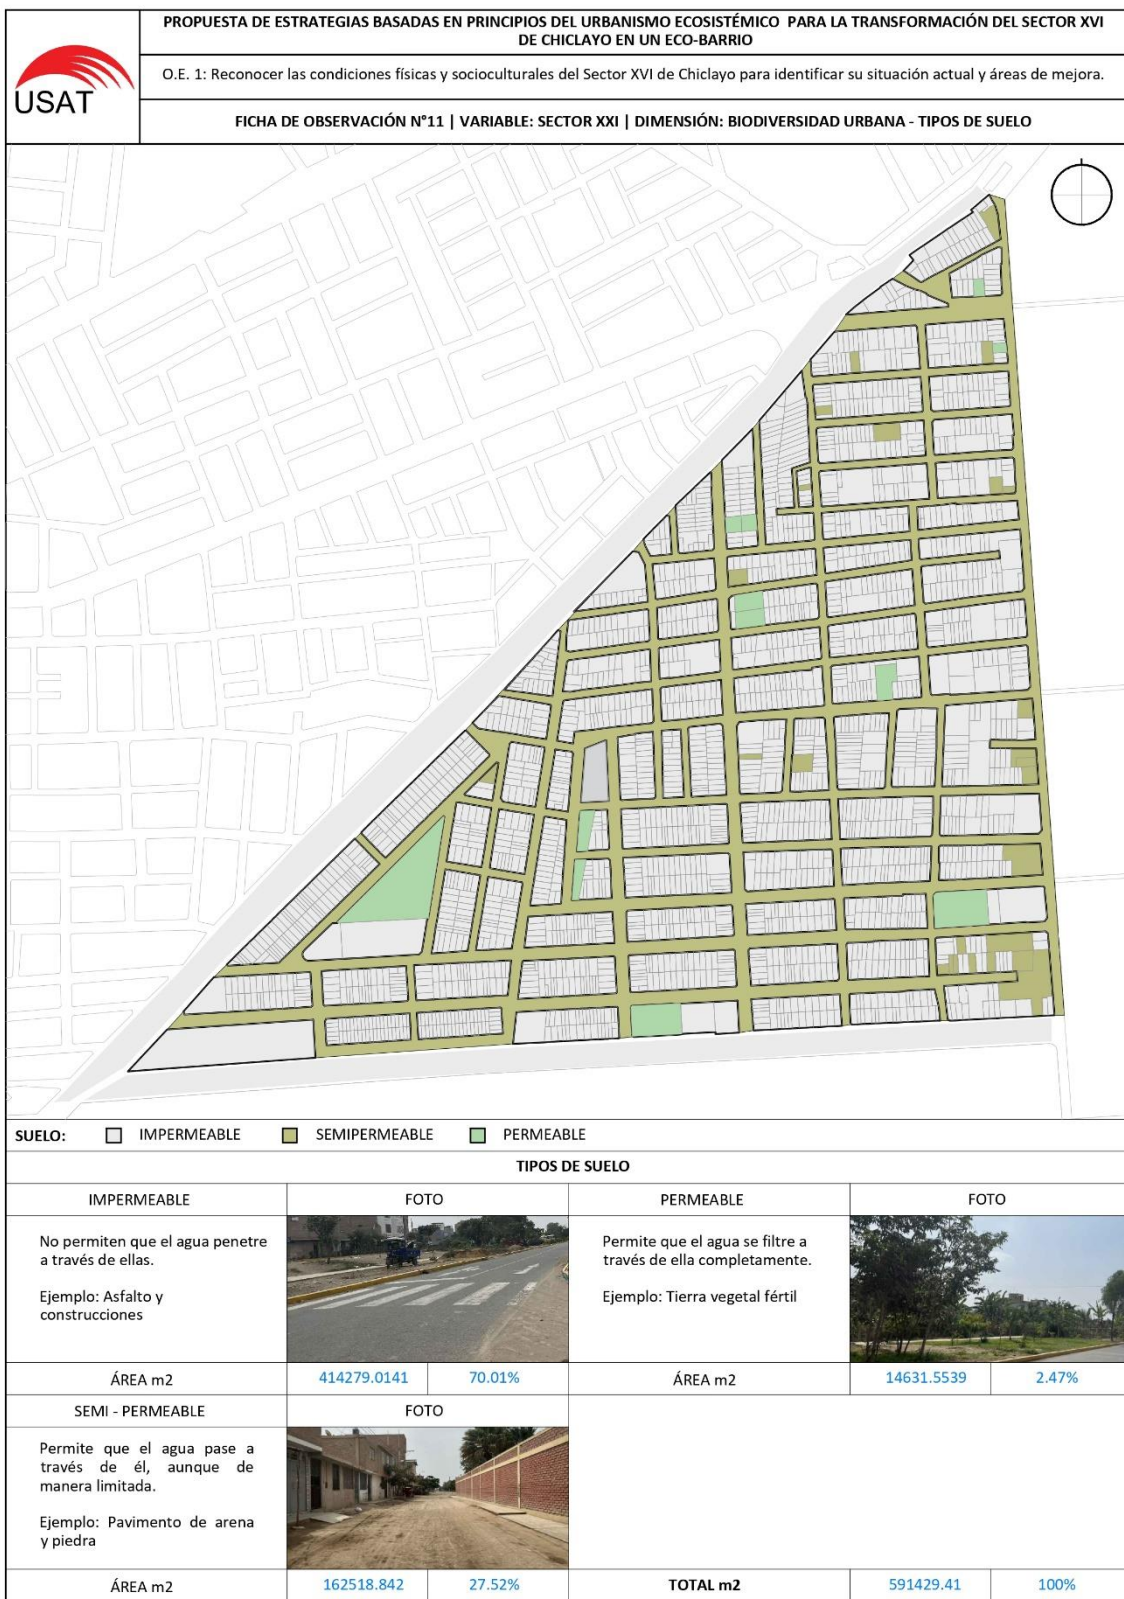 USAT
PROPUESTA DE ESTRATEGIAS BASADAS EN PRINCIPIOS DEL URBANISMO ECOSISTÉMICO PARA LA TRANSFORMACIÓN DEL SECTOR XVI
DE CHICLAYO EN UN ECO-BARRIO
O.E. 1: Reconocer las condiciones físicas y socioculturales del Sector XVI de Chiclayo para identificar su situación actual y áreas de mejora.
FICHA DE OBSERVACIÓN N°11 | VARIABLE: SECTOR XXI | DIMENSIÓN: BIODIVERSIDAD URBANA - TIPOS DE SUELO
SUELO: IMPERMEABLE SEMIPERMEABLE PERMEABLE
TIPOS DE SUELO
IMPERMEABLE FOTO PERMEABLE FOTO
No permiten que el agua penetre
a través de ellas.
Ejemplo: Asfalto y
construcciones
Permite que el agua se filtre a
través de ella completamente.
Ejemplo: Tierra vegetal fértil
ÁREA m2 414279.0141 70.01% ÁREA m2 14631.5539 2.47%
SEMI - PERMEABLE FOTO
Permite que el agua pase a
través de él, aunque de
manera limitada.
Ejemplo: Pavimento de arena
y piedra
ÁREA m2 162518.842 27.52% TOTAL m2 591429.41 100%